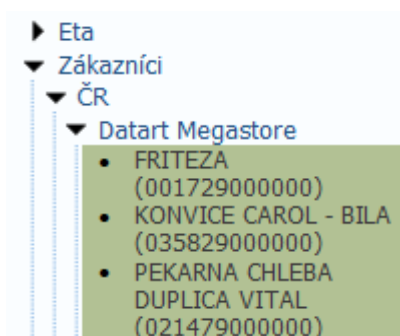 Eta
Zákazníci
ČR
Datart Megastore
FRITEZA
(001729000000)
KONVICE CAROL - BILA
(035829000000)
PEKARNA CHLEBA
DUPLICA VITAL
(021479000000)